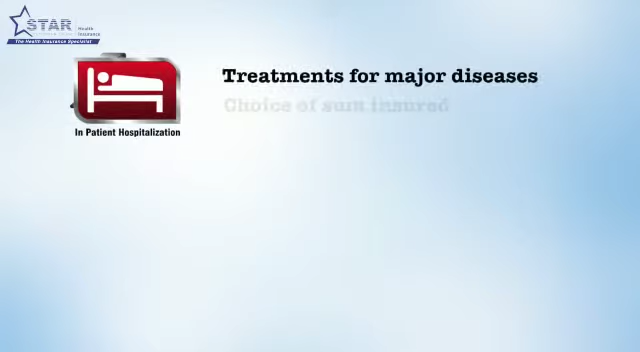 STAR
Health
Insurance
The Health Insurance Specialist
Treatments for major diseases
Choice of sum insured
In Patient Hospitalization